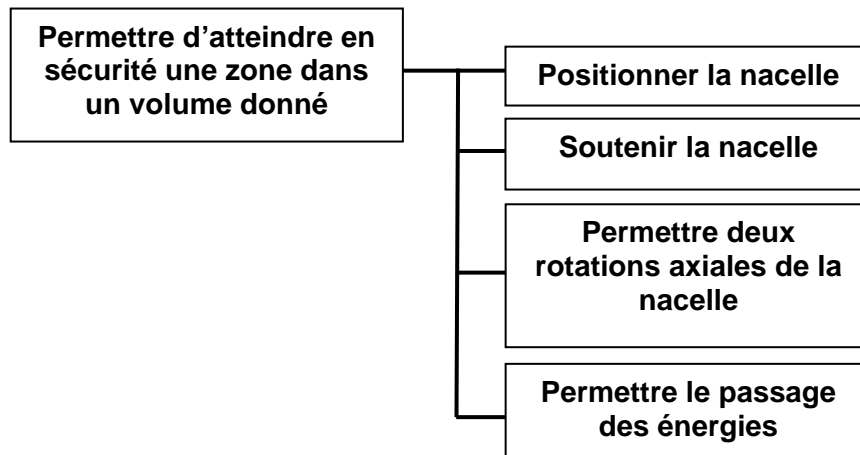 Permettre d’atteindre en
sécurité une zone dans
un volume donné
Positionner la nacelle
Soutenir la nacelle
Permettre deux
rotations axiales de la
nacelle
Permettre le passage
des énergies